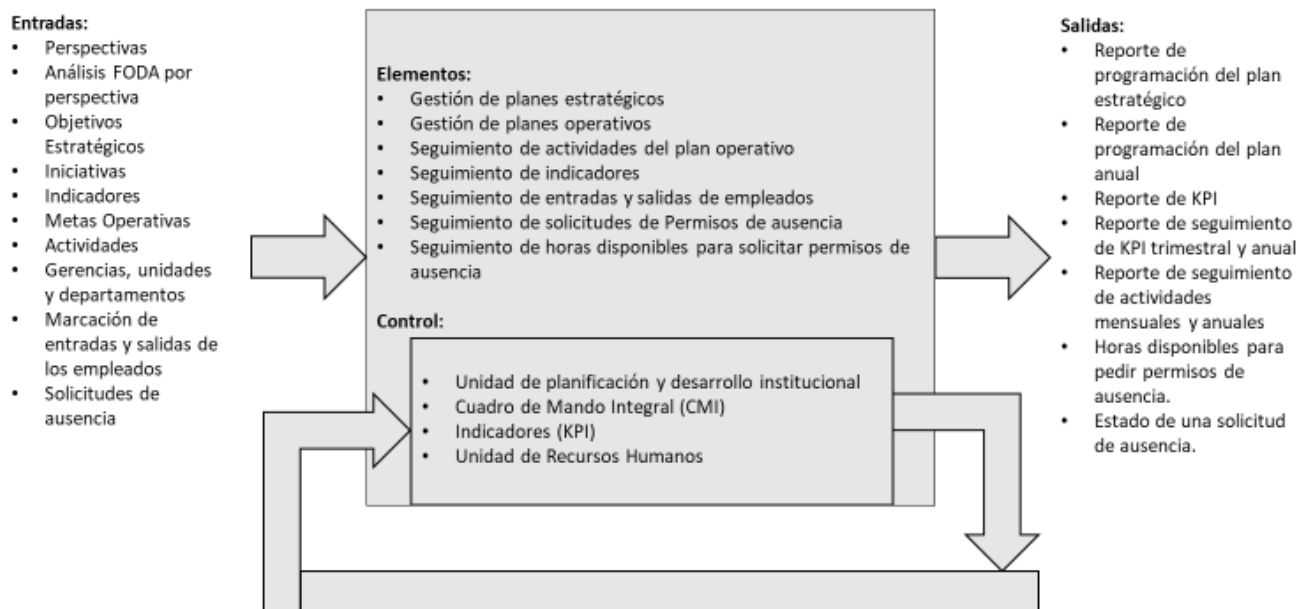 Entradas:
• Perspectivas
• Análisis FODA por
perspectiva
• Objetivos
Estratégicos
• Iniciativas
• Indicadores
• Metas Operativas
• Actividades
• Gerencias, unidades
y departamentos
• Marcación de
entradas y salidas de
los empleados
• Solicitudes de
ausencia
Elementos:
• Gestión de planes estratégicos
• Gestión de planes operativos
• Seguimiento de actividades del plan operativo
• Seguimiento de indicadores
• Seguimiento de entradas y salidas de empleados
• Seguimiento de solicitudes de Permisos de ausencia
• Seguimiento de horas disponibles para solicitar permisos de
ausencia
Control:
• Unidad de planificación y desarrollo institucional
• Cuadro de Mando Integral (CMI)
• Indicadores (KPI)
• Unidad de Recursos Humanos
Salidas:
• Reporte de
programación del plan
estratégico
• Reporte de
programación del plan
anual
• Reporte de KPI
• Reporte de seguimiento
de KPI trimestral y anual
• Reporte de seguimiento
de actividades
mensuales y anuales
• Horas disponibles para
pedir permisos de
ausencia.
• Estado de una solicitud
de ausencia.